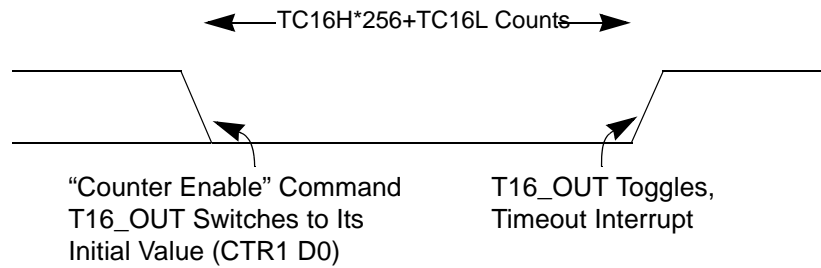 TC16H*256+TC16L Counts
“Counter Enable” Command
T16_OUT Switches to Its
Initial Value (CTR1 D0)
T16_OUT Toggles,
Timeout Interrupt